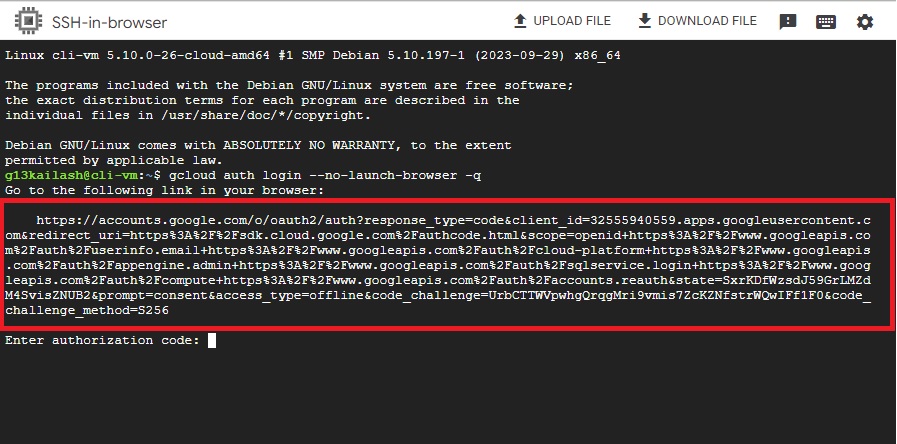 SSH-in-browser
UPLOAD FILE
DOWNLOAD FILE
Linux cli-vm 5.10.0-26-cloud-amd64 #1 SMP Debian 5.10.197-1 (2023-09-29) x86_64
The programs included with the Debian GNU/Linux system are free software;
the exact distribution terms for each program are described in the
individual files in /usr/share/doc/*/copyright.
Debian GNU/Linux comes with ABSOLUTELY NO WARRANTY, to the extent
permitted by applicable law.
g13kailash@cli-vm:~$ gcloud auth login --no-launch-browser -q
Go to the following link in your browser:
https://accounts.google.com/o/oauth2/auth?response_type=code&client_id=32555940559.apps.googleusercontent.c
om&redirect_uri=https%3A%2F%2Fsdk.cloud.google.com%2Fauthcode.html&scope=openid+https%3A%2F%2Fwww.googleapis.co
m%2Fauth%2Fuserinfo.email+https%3A%2F%2Fwww.googleapis.com%2Fauth%2Fcloud-platform+https%3A%2F%2Fwww.googleapis
.com%2Fauth%2Fappengine.admin+https%3A%2F%2Fwww.googleapis.com%2Fauth%2Fsqlservice.login+https%3A%2F%2Fwww.goog
leapis.com%2Fauth%2Fcompute+https%3A%2F%2Fwww.googleapis.com%2Fauth%2Faccounts.reauth&state=SxrKDfWzsdJ59GrLMZd
M4SvisZNUB2&prompt=consent&access_type=offline&code_challenge=UrbCTTWVpwhgQrqgMri9vmis7ZcKZNfstrWQwIFf1F0&code_
challenge_method=S256
Enter authorization code: